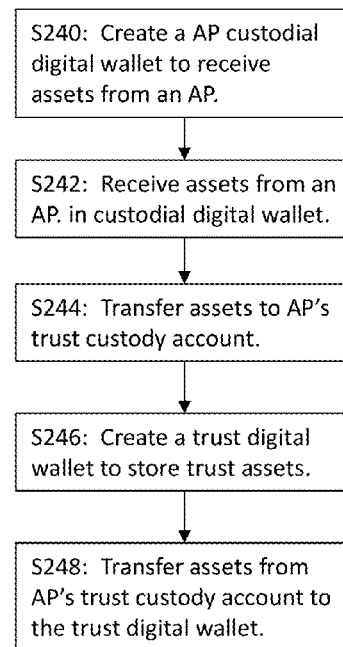 S240: Create a AP custodial
digital wallet to receive
assets from an AP.
S242: Receive assets from an
AP. in custodial digital wallet.
S244: Transfer assets to AP's
trust custody account.
S246: Create a trust digital
wallet to store trust assets.
S248: Transfer assets from
AP's trust custody account to
the trust digital wallet.